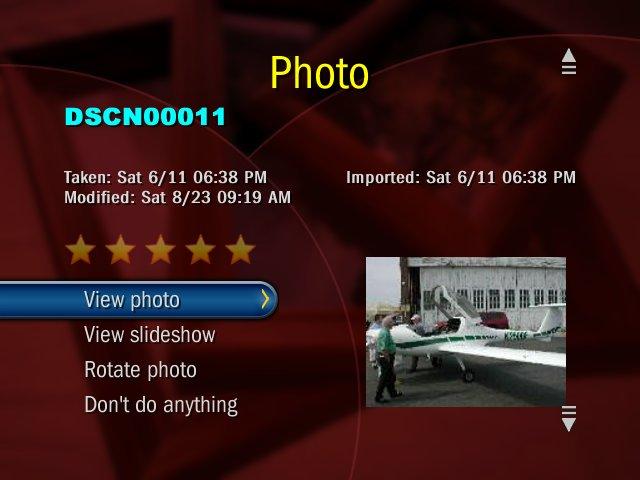 Photo
DSCN00011
Taken: Sat 6/11 06:38 PM
Imported: Sat 6/11 06:38 PM
Modified: Sat 8/23 09:19 AM
View photo
View slideshow
Rotate photo
Don't do anything